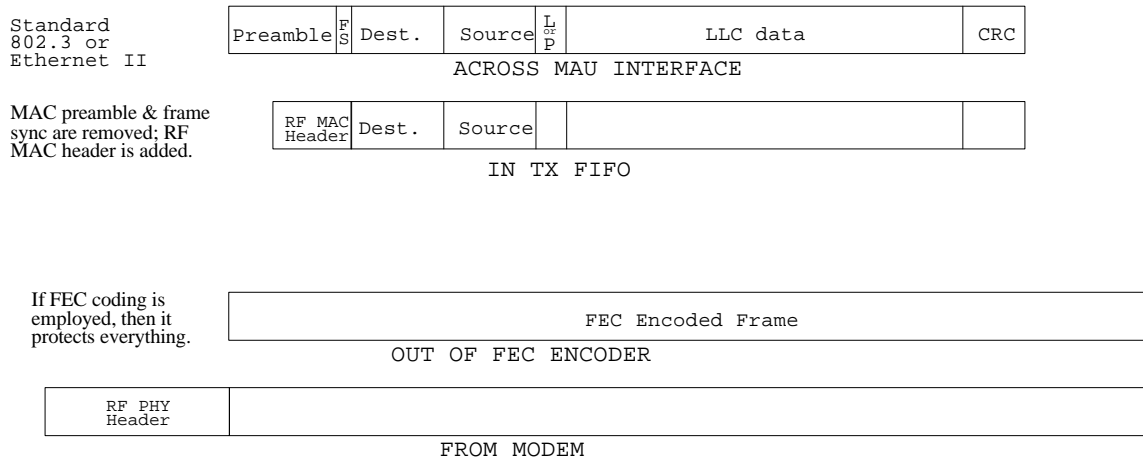 Standard
802.3 or
Ethernet II
Preamble FS Dest. Source L or P LLC data CRC
ACROSS MAU INTERFACE
MAC preamble & frame
sync are removed; RF
MAC header is added.
RF MAC
Header
Dest. Source
IN TX FIFO
If FEC coding is
employed, then it
protects everything.
FEC Encoded Frame
OUT OF FEC ENCODER
RF PHY
Header
FROM MODEM